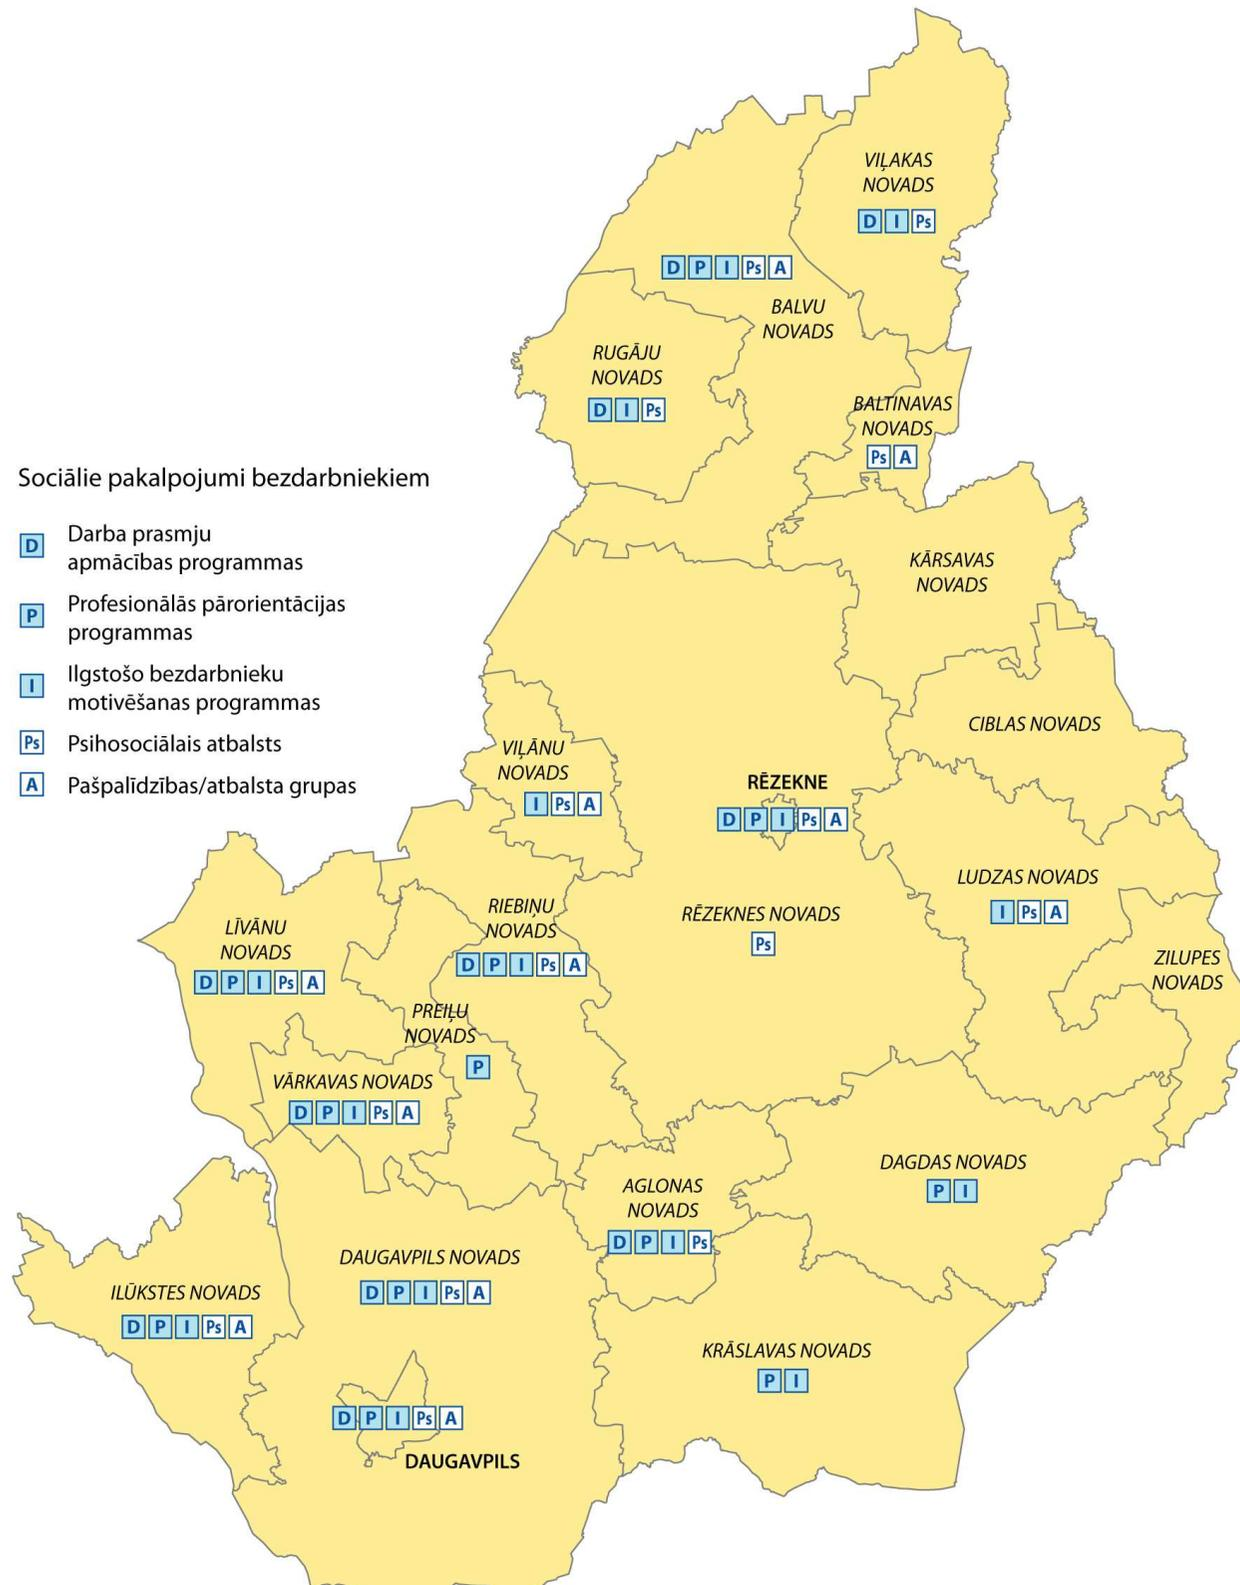 VIĻAKAS
NOVADS
D I Ps
D P I Ps A
BALVU
NOVADS
RUGĀJU
NOVADS
D I Ps
BALTINAVAS
NOVADS
Ps A
Sociālie pakalpojumi bezdarbniekiem
D Darba prasmju
apmācības programmas
P Profesionālās pārorientācijas
programmas
I Ilgstošo bezdarbnieku
motivēšanas programmas
Ps Psihosociālais atbalsts
A Pašpalīdzības/atbalsta grupas
KĀRSAVAS
NOVADS
CIBLAS NOVADS
VIĻĀNU
NOVADS
I Ps A
RĒZEKNE
D P I Ps A
LUDZAS NOVADS
I Ps A
RIEBIŅU
NOVADS
D P I Ps A
RĒZEKNES NOVADS
Ps
LĪVĀNU
NOVADS
D P I Ps A
ZILUPES
NOVADS
PREIĻU
NOVADS
P
VĀRKAVAS NOVADS
D P I Ps A
DAGDAS NOVADS
P I
AGLONAS
NOVADS
D P I Ps
DAUGAVPILS NOVADS
D P I Ps A
ILŪKSTES NOVADS
D P I Ps A
KRĀSLAVAS NOVADS
P I
D P I Ps A
DAUGAVPILS